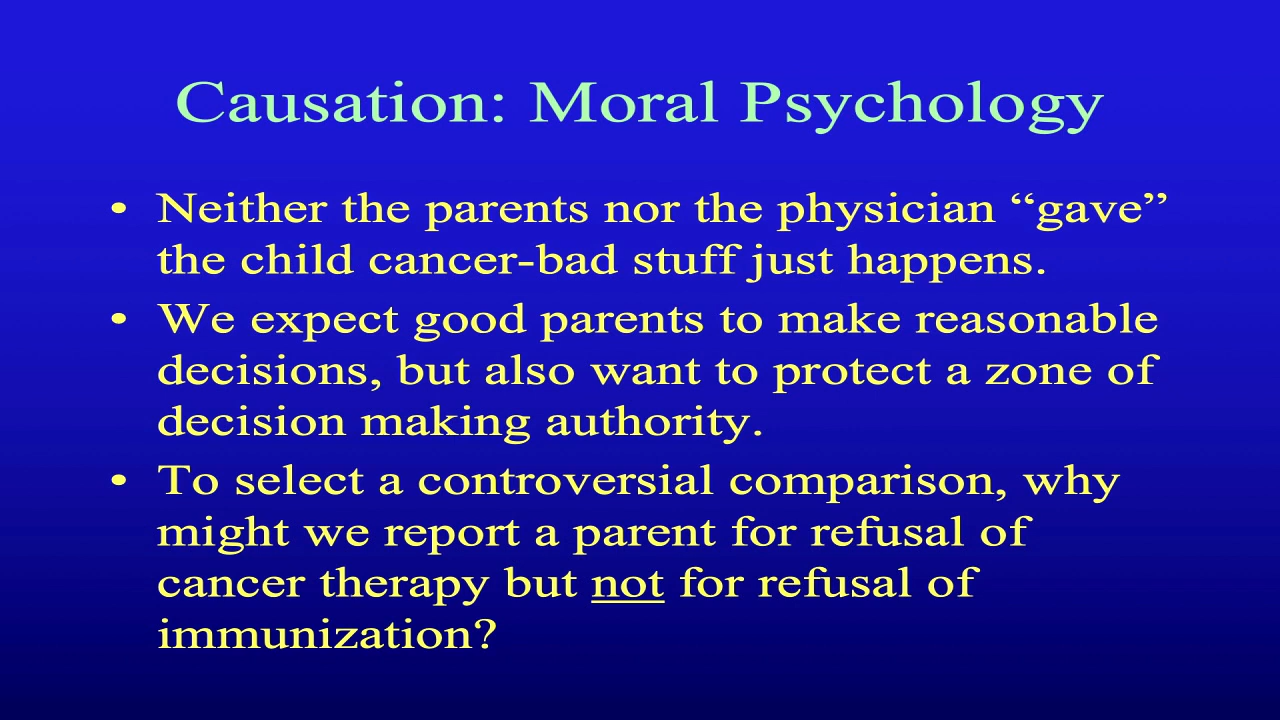 Causation: Moral Psychology
• Neither the parents nor the physician “gave”
the child cancer-bad stuff just happens.
• We expect good parents to make reasonable
decisions, but also want to protect a zone of
decision making authority.
• To select a controversial comparison, why
might we report a parent for refusal of
cancer therapy but not for refusal of
immunization?